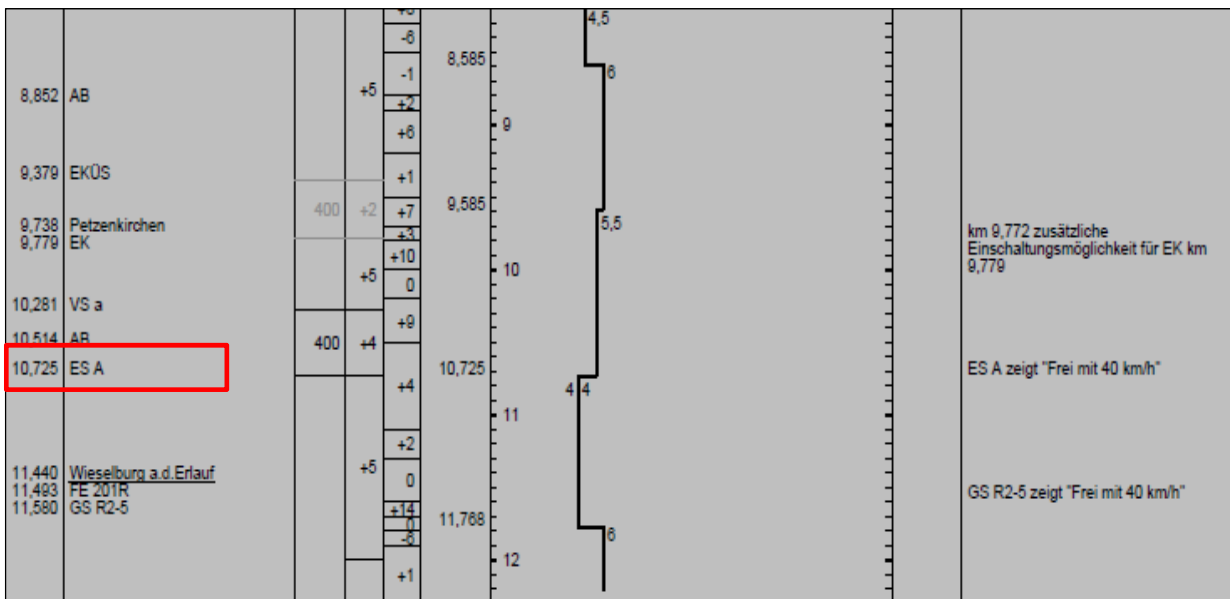 +6
4,5
-6
8,585
-1
6
8,852 AB
+5
+2
9
+6
9,379 EKÜS
+1
400 +2
+7
9,585
5,5
9,738 Petzenkirchen
+3
km 9,772 zusätzliche
9,779 EK
Einschaltungsmöglichkeit für EK km
+10
9,779
10
+5
0
10,281 VS a
+9
10,514 AB
400 +4
10,725 ES A
10,725
ES A zeigt "Frei mit 40 km/h"
+4
4 4
11
+2
11,440 Wieselburg a.d.Erlauf
+5
0
11,493 FE 201R
GS R2-5 zeigt "Frei mit 40 km/h"
11,580 GS R2-5
+14
11,768
0
6
-6
12
+1